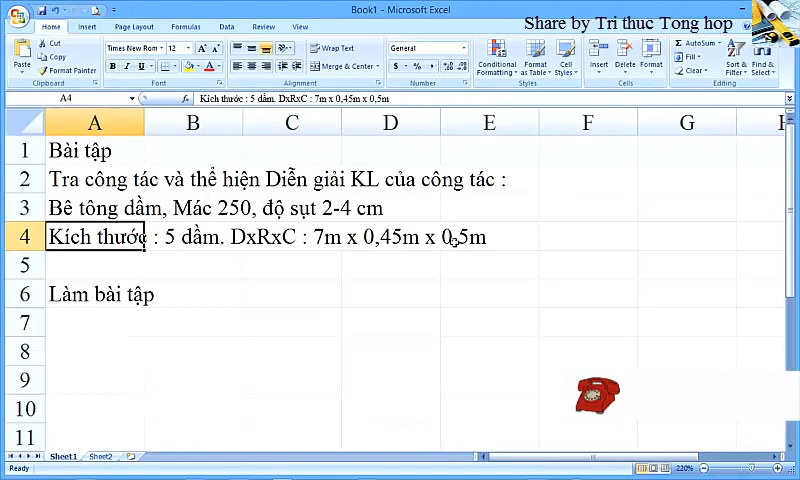 Book1 - Microsoft Excel
Share by Tri thuc Tong hop
Home Insert Page Layout Formulas Data Review View
Paste
Cut
Copy
Format Painter
Clipboard
Times New Rom 12
Font
Wrap Text
Merge & Center
Alignment
General
Number
Conditional Formatting
Format as Table
Cell Styles
Styles
Insert Delete Format
Cells
AutoSum
Fill
Clear
Sort & Filter
Find & Select
Editing
A4 fx Kích thước : 5 dầm. DxRxC : 7m x 0,45m x 0,5m
A B C D E F G H
1 Bài tập
2 Tra công tác và thể hiện Diễn giải KL của công tác :
3 Bê tông dầm, Mác 250, độ sụt 2-4 cm
4 Kích thước : 5 dầm. DxRxC : 7m x 0,45m x 0,5m
5
6 Làm bài tập
7
8
9
10
11
Sheet1 Sheet2
Ready 220%